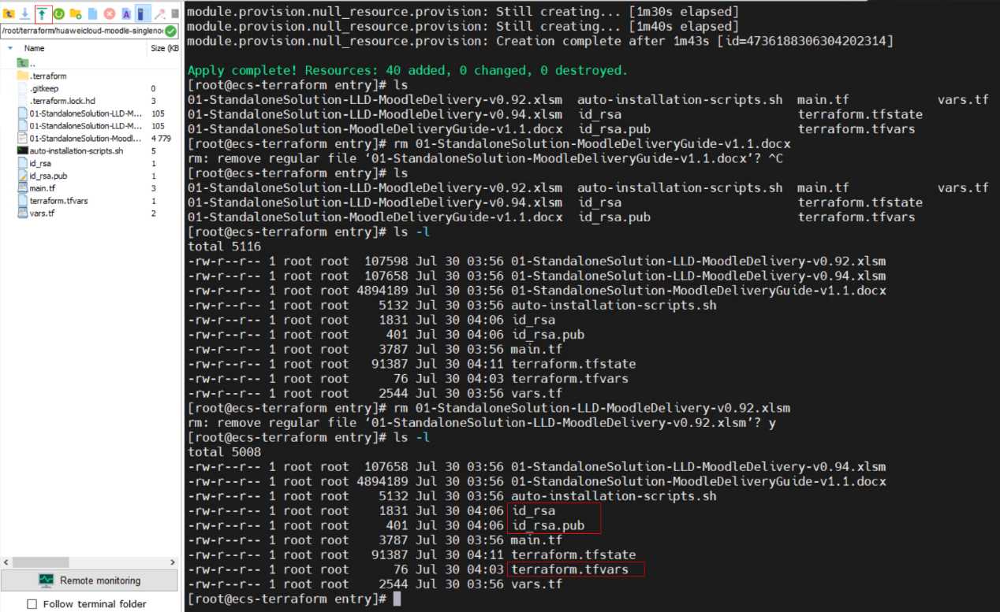 /root/terraform/huaweicloud-moodle-singleno
Name Size (KB
..
.terraform
.gitkeep 0
.terraform.lock.hcl 3
01-StandaloneSolution-LLD-M... 105
01-StandaloneSolution-LLD-M... 105
01-StandaloneSolution-Moodl... 4 779
auto-installation-scripts.sh 5
id_rsa 1
id_rsa.pub 1
main.tf 3
terraform.tfvars 1
vars.tf 2
Remote monitoring
Follow terminal folder
module.provision.null_resource.provision: Still creating... [1m30s elapsed]
module.provision.null_resource.provision: Still creating... [1m40s elapsed]
module.provision.null_resource.provision: Creation complete after 1m43s [id=4736188306304202314]
Apply complete! Resources: 40 added, 0 changed, 0 destroyed.
[root@ecs-terraform entry]# ls
01-StandaloneSolution-LLD-MoodleDelivery-v0.92.xlsm auto-installation-scripts.sh main.tf vars.tf
01-StandaloneSolution-LLD-MoodleDelivery-v0.94.xlsm id_rsa terraform.tfstate
01-StandaloneSolution-MoodleDeliveryGuide-v1.1.docx id_rsa.pub terraform.tfvars
[root@ecs-terraform entry]# rm 01-StandaloneSolution-MoodleDeliveryGuide-v1.1.docx
rm: remove regular file ‘01-StandaloneSolution-MoodleDeliveryGuide-v1.1.docx’? ^C
[root@ecs-terraform entry]# ls
01-StandaloneSolution-LLD-MoodleDelivery-v0.92.xlsm auto-installation-scripts.sh main.tf vars.tf
01-StandaloneSolution-LLD-MoodleDelivery-v0.94.xlsm id_rsa terraform.tfstate
01-StandaloneSolution-MoodleDeliveryGuide-v1.1.docx id_rsa.pub terraform.tfvars
[root@ecs-terraform entry]# ls -l
total 5116
-rw-r--r-- 1 root root 107598 Jul 30 03:56 01-StandaloneSolution-LLD-MoodleDelivery-v0.92.xlsm
-rw-r--r-- 1 root root 107658 Jul 30 03:56 01-StandaloneSolution-LLD-MoodleDelivery-v0.94.xlsm
-rw-r--r-- 1 root root 4894189 Jul 30 03:56 01-StandaloneSolution-MoodleDeliveryGuide-v1.1.docx
-rw-r--r-- 1 root root 5132 Jul 30 03:56 auto-installation-scripts.sh
-rw-r--r-- 1 root root 1831 Jul 30 04:06 id_rsa
-rw-r--r-- 1 root root 401 Jul 30 04:06 id_rsa.pub
-rw-r--r-- 1 root root 3787 Jul 30 03:56 main.tf
-rw-r--r-- 1 root root 91387 Jul 30 04:11 terraform.tfstate
-rw-r--r-- 1 root root 76 Jul 30 04:03 terraform.tfvars
-rw-r--r-- 1 root root 2544 Jul 30 03:56 vars.tf
[root@ecs-terraform entry]# rm 01-StandaloneSolution-LLD-MoodleDelivery-v0.92.xlsm
rm: remove regular file ‘01-StandaloneSolution-LLD-MoodleDelivery-v0.92.xlsm’? y
[root@ecs-terraform entry]# ls -l
total 5008
-rw-r--r-- 1 root root 107658 Jul 30 03:56 01-StandaloneSolution-LLD-MoodleDelivery-v0.94.xlsm
-rw-r--r-- 1 root root 4894189 Jul 30 03:56 01-StandaloneSolution-MoodleDeliveryGuide-v1.1.docx
-rw-r--r-- 1 root root 5132 Jul 30 03:56 auto-installation-scripts.sh
-rw-r--r-- 1 root root 1831 Jul 30 04:06 id_rsa
-rw-r--r-- 1 root root 401 Jul 30 04:06 id_rsa.pub
-rw-r--r-- 1 root root 3787 Jul 30 03:56 main.tf
-rw-r--r-- 1 root root 91387 Jul 30 04:11 terraform.tfstate
-rw-r--r-- 1 root root 76 Jul 30 04:03 terraform.tfvars
-rw-r--r-- 1 root root 2544 Jul 30 03:56 vars.tf
[root@ecs-terraform entry]#